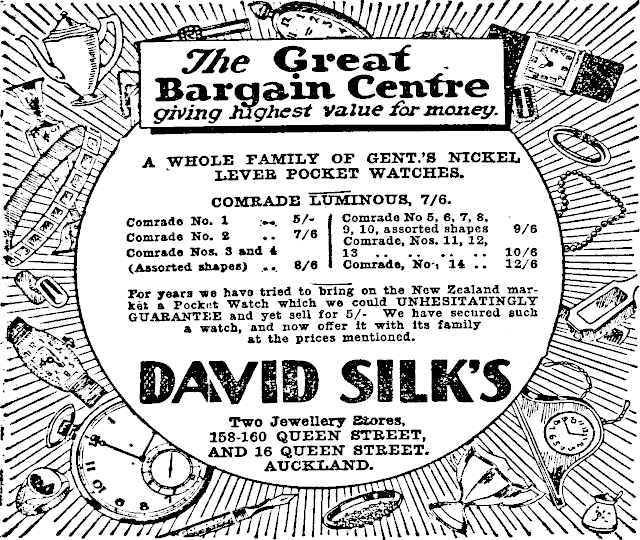 The Great
Bargain Centre
giving highest value for money.
A WHOLE FAMILY OF GENT.'S NICKEL
LEVER POCKET WATCHES.
COMRADE LUMINOUS, 7/6.
Comrade No. 1 .. 5/-
Comrade No. 2 .. 7/6
Comrade Nos. 3 and 4
(Assorted shapes) .. 8/6
Comrade No 5, 6, 7, 8,
9, 10, assorted shapes 9/6
Comrade, Nos. 11, 12,
13 .. .. .. .. 10/6
Comrade, No. 14 .. 12/6
For years we have tried to bring on the New Zealand mar-
ket a Pocket Watch which we could UNHESITATINGLY
GUARANTEE and yet sell for 5/- We have secured such
a watch, and now offer it with its family
at the prices mentioned.
DAVID SILK'S
Two Jewellery Stores,
158-160 QUEEN STREET,
AND 16 QUEEN STREET.
AUCKLAND.
11
10
9
8